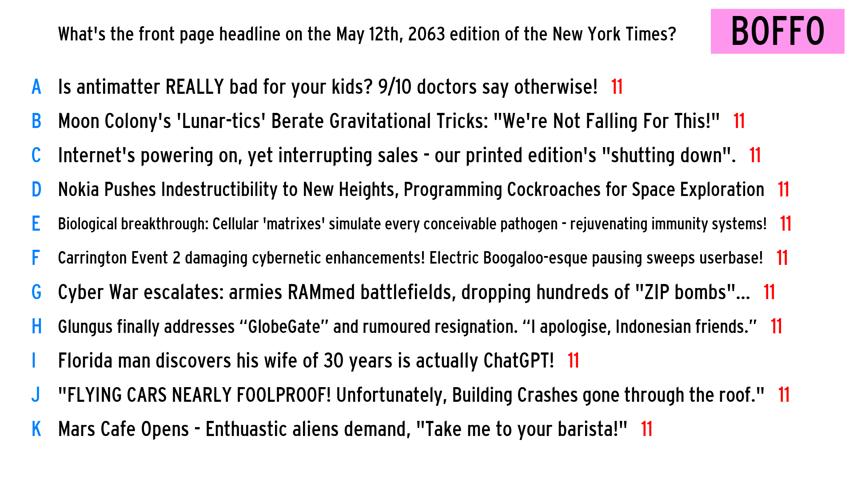 What's the front page headline on the May 12th, 2063 edition of the New York Times? BOFFO
A Is antimatter REALLY bad for your kids? 9/10 doctors say otherwise! 11
B Moon Colony's 'Lunar-tics' Berate Gravitational Tricks: "We're Not Falling For This!" 11
C Internet's powering on, yet interrupting sales - our printed edition's "shutting down". 11
D Nokia Pushes Indestructibility to New Heights, Programming Cockroaches for Space Exploration 11
E Biological breakthrough: Cellular 'matrixes' simulate every conceivable pathogen - rejuvenating immunity systems! 11
F Carrington Event 2 damaging cybernetic enhancements! Electric Boogaloo-esque pausing sweeps userbase! 11
G Cyber War escalates: armies RAMmed battlefields, dropping hundreds of "ZIP bombs"... 11
H Glungus finally addresses “GlobeGate” and rumoured resignation. “I apologise, Indonesian friends.” 11
I Florida man discovers his wife of 30 years is actually ChatGPT! 11
J "FLYING CARS NEARLY FOOLPROOF! Unfortunately, Building Crashes gone through the roof." 11
K Mars Cafe Opens - Enthuastic aliens demand, "Take me to your barista!" 11